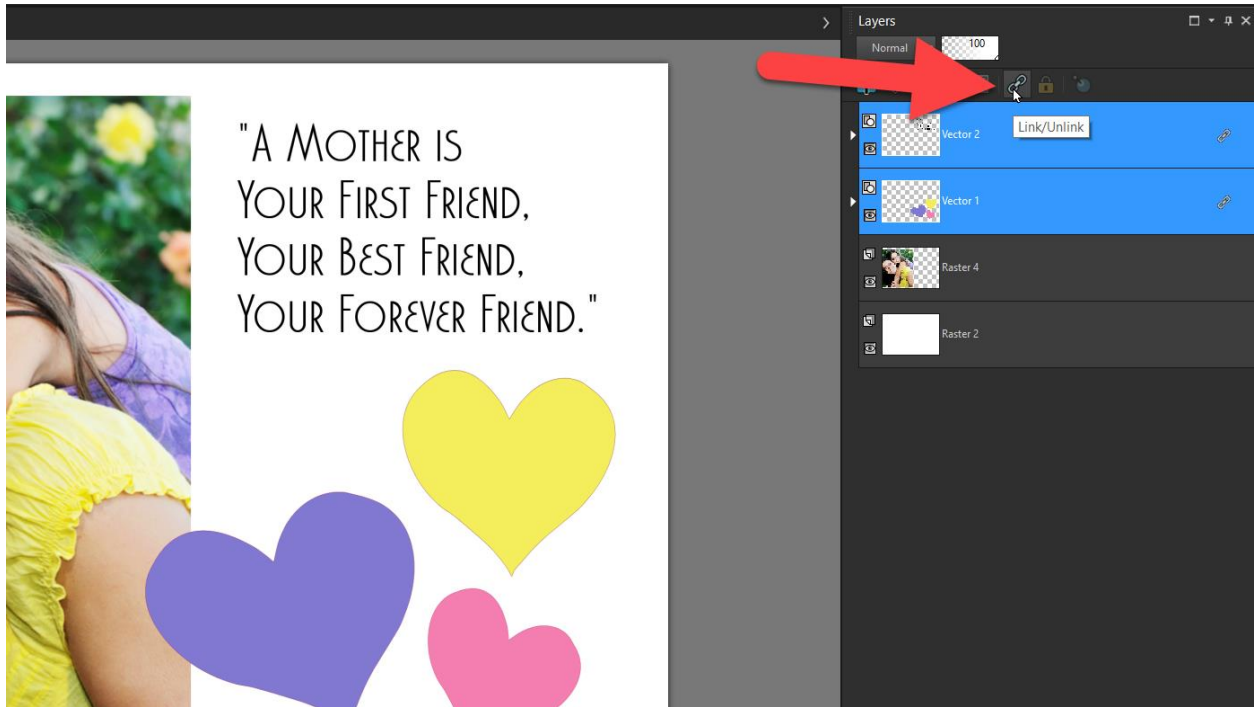 Layers
Normal
100
Link/Unlink
Vector 2
Vector 1
Raster 4
Raster 2
"A Mother is
Your First Friend,
Your Best Friend,
Your Forever Friend."